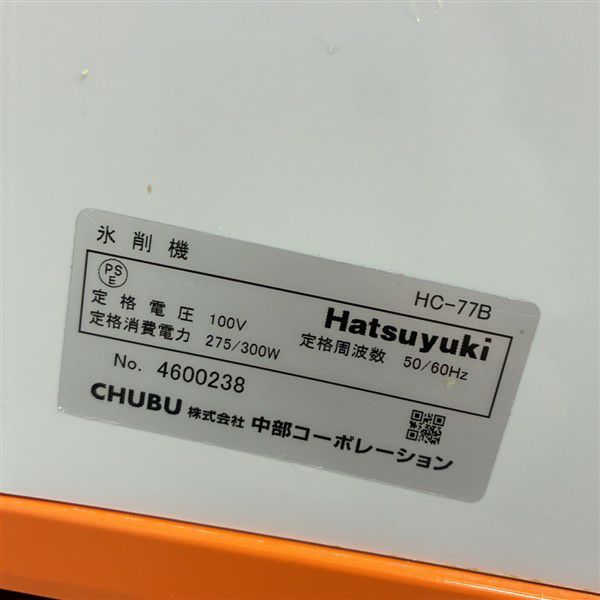 氷削機
HC-77B
PS
E
Hatsuyuki
定格電圧 100V
定格周波数 50/60Hz
定格消費電力 275/300W
No. 4600238
CHUBU 株式会社 中部コーポレーション